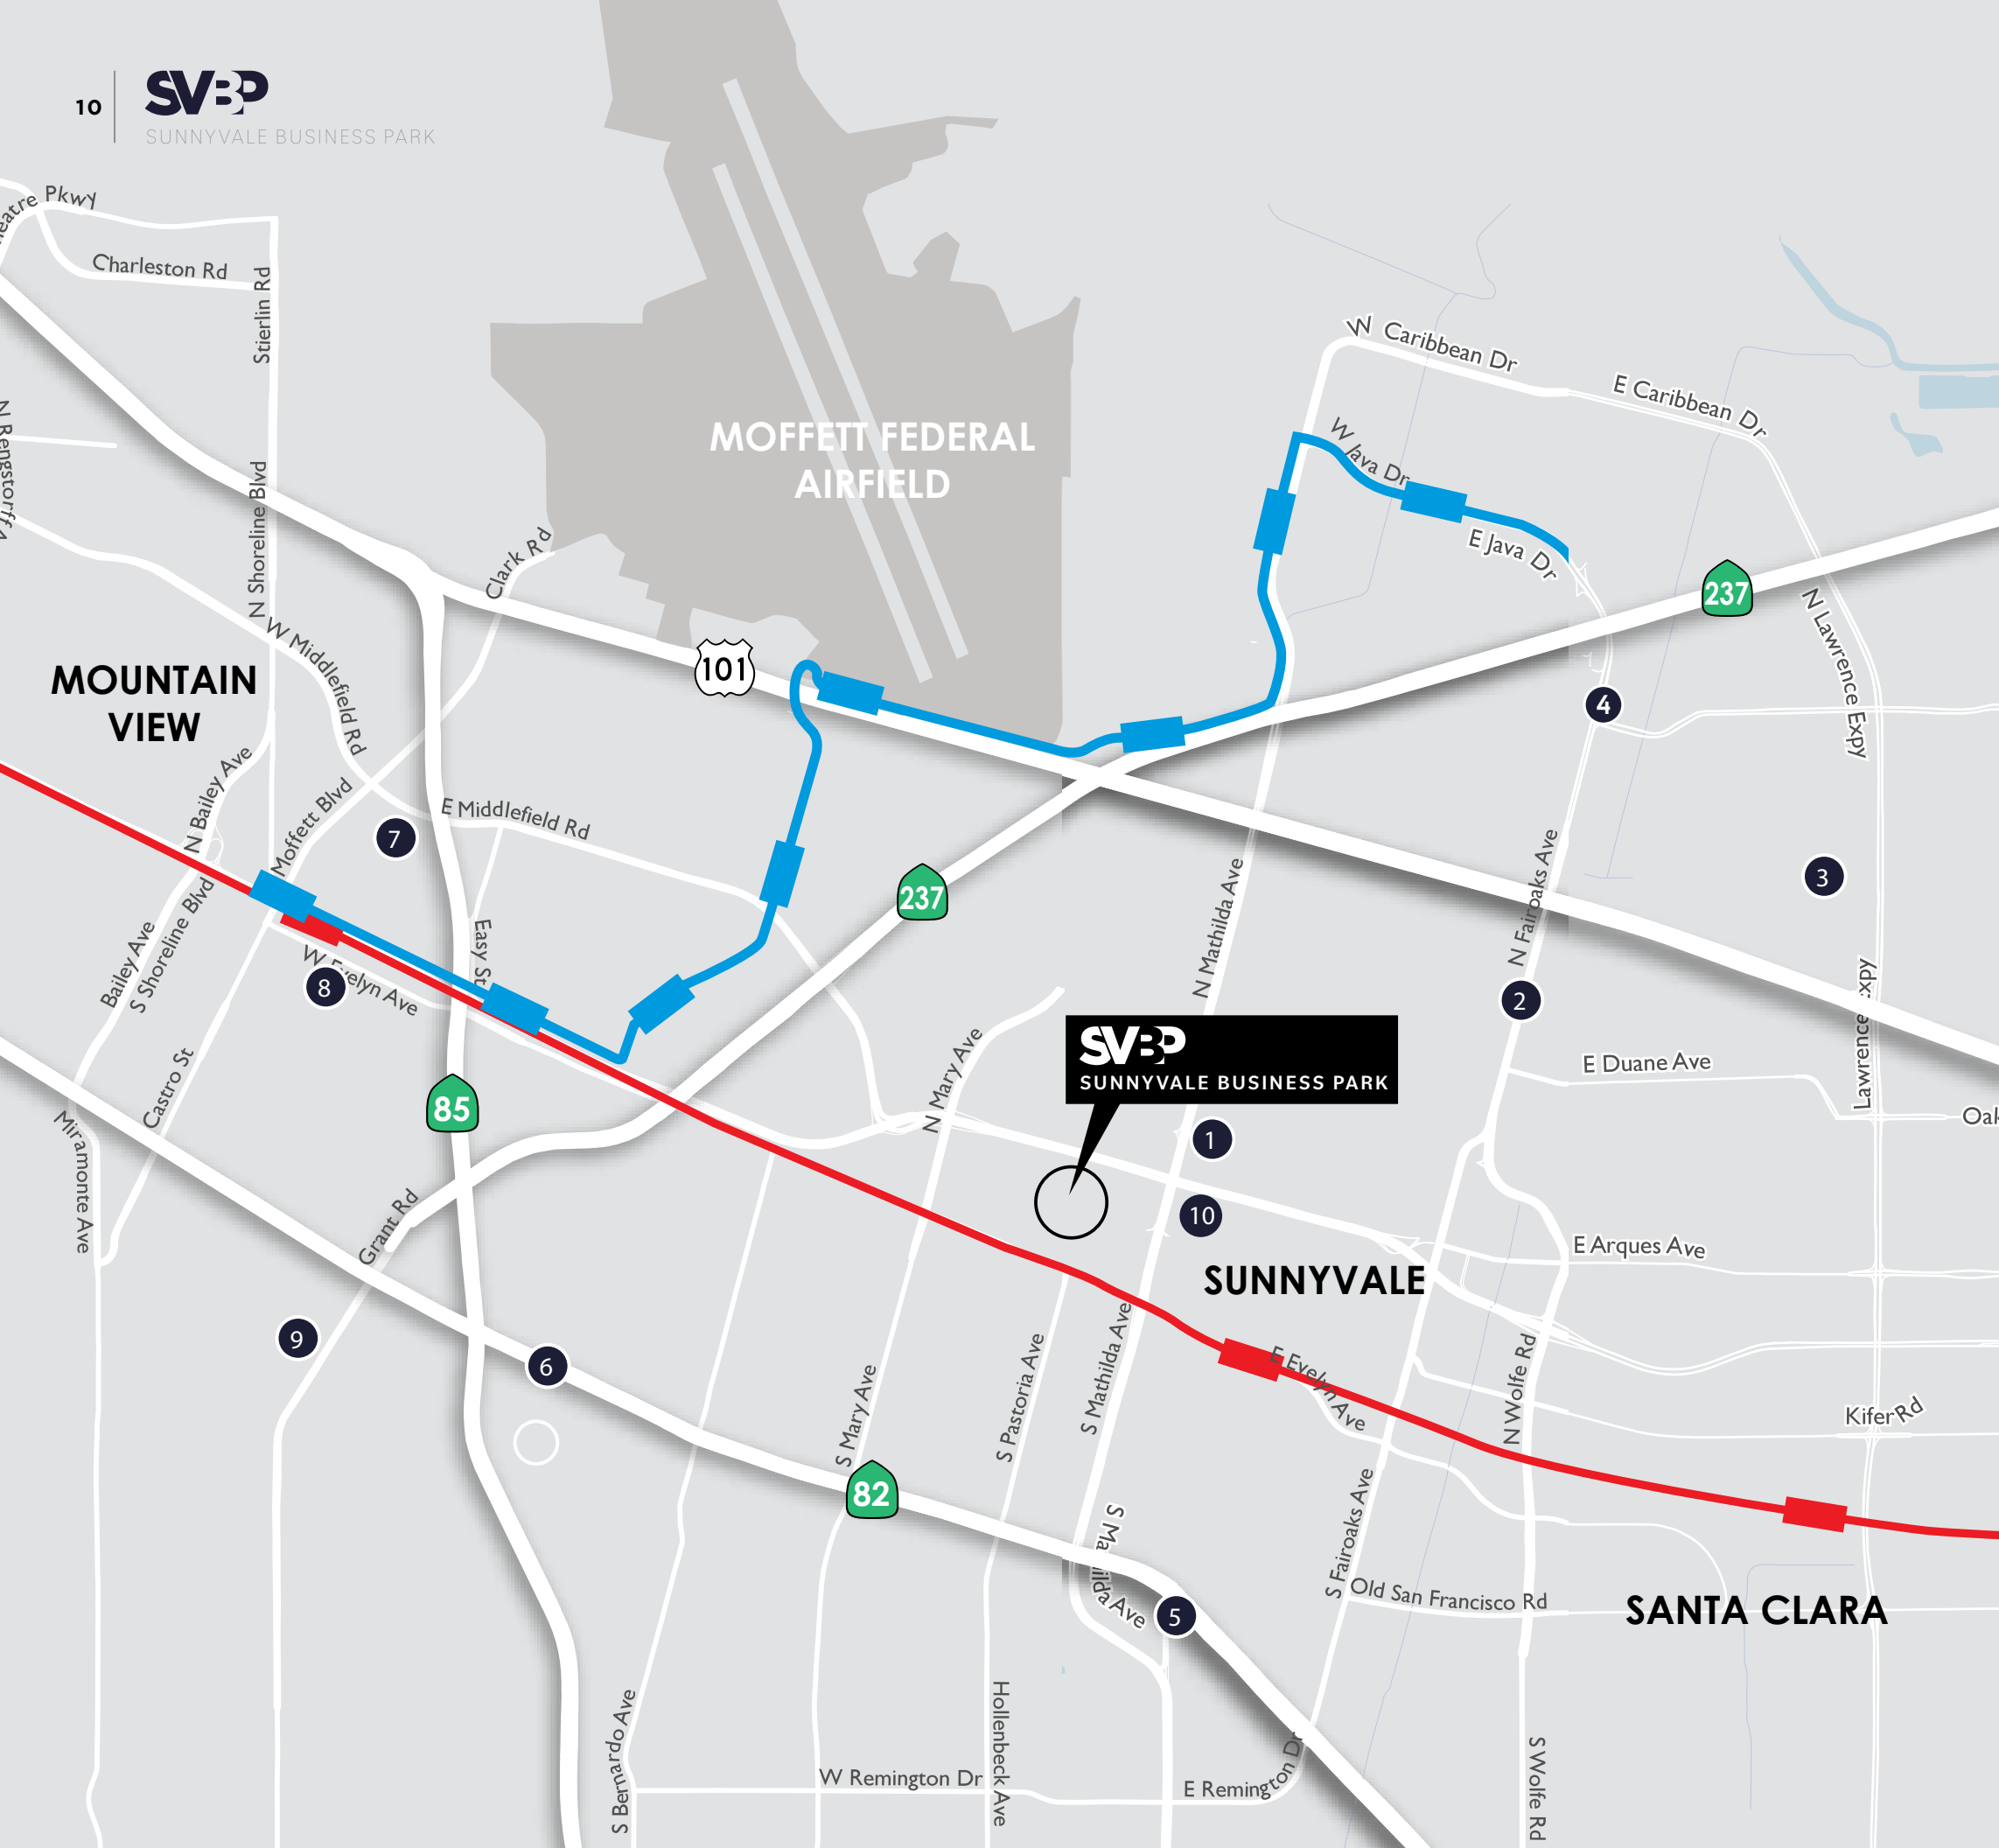 10
SVBP
SUNNYVALE BUSINESS PARK
Pkwy
Charleston Rd
Stierlin Rd
W Caribbean Dr
E Caribbean Dr
MOFFETT FEDERAL
AIRFIELD
W Java Dr
E Java Dr
N Shoreline Blvd
Clark Rd
237
N Lawrence Expy
W Middlefield Rd
101
MOUNTAIN
VIEW
4
N Bailey Ave
Moffett Blvd
7
E Middlefield Rd
237
N Mathilda Ave
N Fairoaks Ave
3
Bailey Ave
S Shoreline Blvd
Easy St
W Evelyn Ave
8
2
Lawrence Expy
SVBP
SUNNYVALE BUSINESS PARK
N Mary Ave
E Duane Ave
Castro St
85
Miramonte Ave
1
10
Grant Rd
E Arques Ave
SUNNYVALE
9
6
S Mary Ave
S Pastoria Ave
S Mathilda Ave
E Evelyn Ave
N Wolfe Rd
Kifer Rd
82
S Mathilda Ave
S Fairoaks Ave
5
Old San Francisco Rd
SANTA CLARA
S Bernardo Ave
Hollenbeck Ave
W Remington Dr
E Remington Dr
S Wolfe Rd